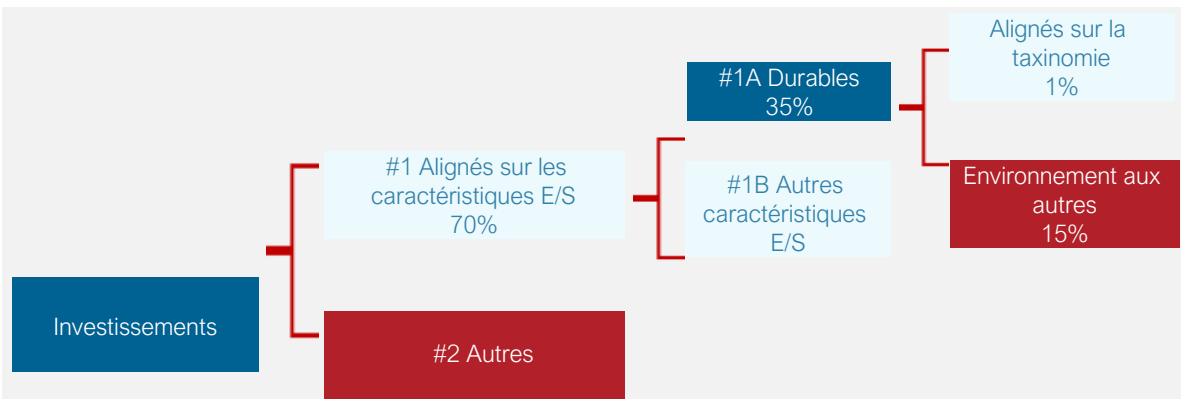 Investissements
#1 Alignés sur les
caractéristiques E/S
70%
#2 Autres
#1A Durables
35%
#1B Autres
caractéristiques
E/S
Alignés sur la
taxinomie
1%
Environnement aux
autres
15%